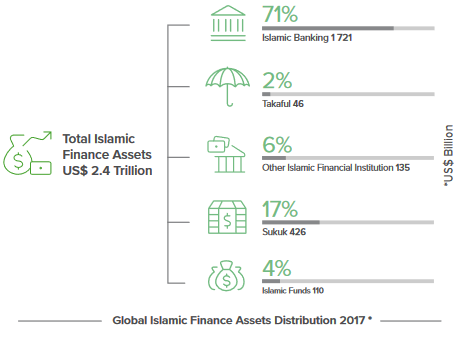 Total Islamic
Finance Assets
US$ 2.4 Trillion
71%
Islamic Banking 1 721
2%
Takaful 46
6%
Other Islamic Financial Institution 135
17%
Sukuk 426
4%
Islamic Funds 110
*US$ Billlion
Global Islamic Finance Assets Distribution 2017 *